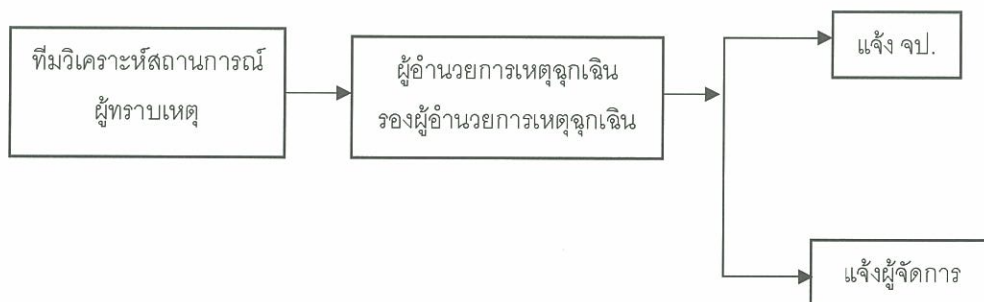 ทีมวิเคราะห์สถานการณ์
ผู้ทราบเหตุ
ผู้อำนวยการเหตุฉุกเฉิน
รองผู้อำนวยการเหตุฉุกเฉิน
แจ้ง จป.
แจ้งผู้จัดการ